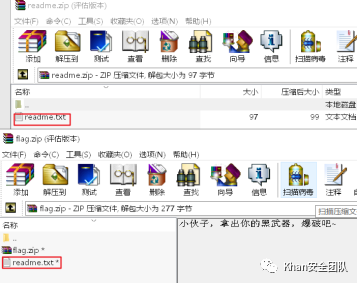 readme.zip (评估版本)
文件(F) 命令(C) 工具(S) 收藏夹(O) 选项(N) 帮助(H)
添加 解压到 测试 查看 删除 查找 向导 信息 扫描病毒 注释
readme.zip - ZIP 压缩文件, 解包大小为 97 字节
名称 大小 压缩后大小 类型
.. 本地磁盘
readme.txt 97 99 文本文档
flag.zip (评估版本)
文件(F) 命令(C) 工具(S) 收藏夹(O) 选项(N) 帮助(H)
添加 解压到 测试 查看 删除 查找 向导 信息 扫描病毒 注释
flag.zip - ZIP 压缩文件, 解包大小为 277 字节
扫描压缩文
名称
小伙子, 拿出你的黑武器, 爆破吧~
..
flag.zip *
readme.txt *
Khan安全团队